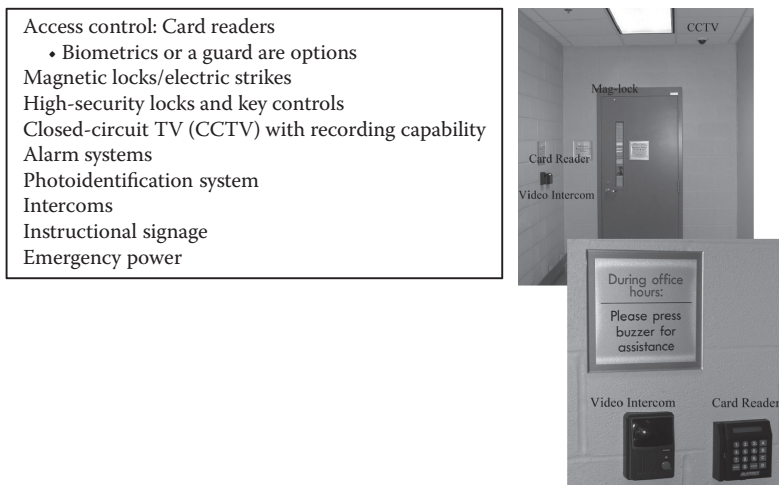 Access control: Card readers
• Biometrics or a guard are options
Magnetic locks/electric strikes
High-security locks and key controls
Closed-circuit TV (CCTV) with recording capability
Alarm systems
Photoidentification system
Intercoms
Instructional signage
Emergency power
CCTV
Mag-lock
Card Reader
Video Intercom
During office
hours:
Please press
buzzer for
assistance
Video Intercom
Card Reader